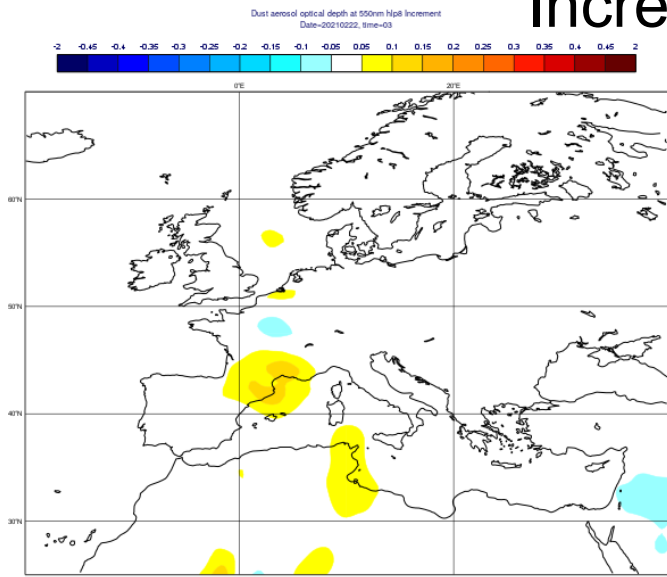 Incre
Dust aerosol optical depth at 550nm hlp8 Increment
Date=20210222, time=03
-2 -0.45 -0.4 -0.35 -0.3 -0.25 -0.2 -0.15 -0.1 -0.05 0.05 0.1 0.15 0.2 0.25 0.3 0.35 0.4 0.45 2
0°E 20°E
60°N
50°N
40°N
30°N